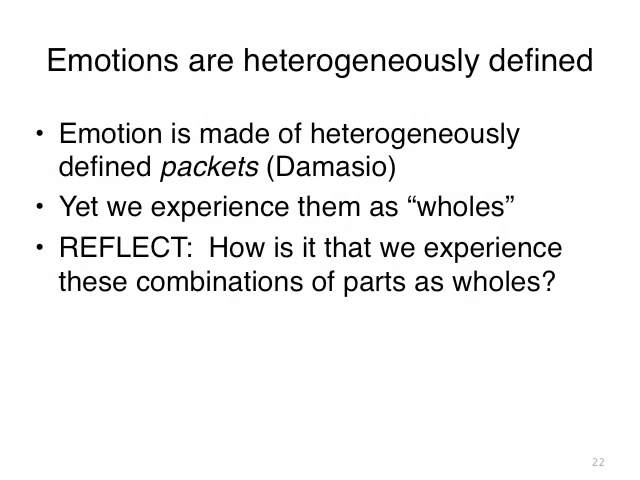 Emotions are heterogeneously defined
• Emotion is made of heterogeneously
defined packets (Damasio)
• Yet we experience them as “wholes”
• REFLECT:  How is it that we experience
these combinations of parts as wholes?
22